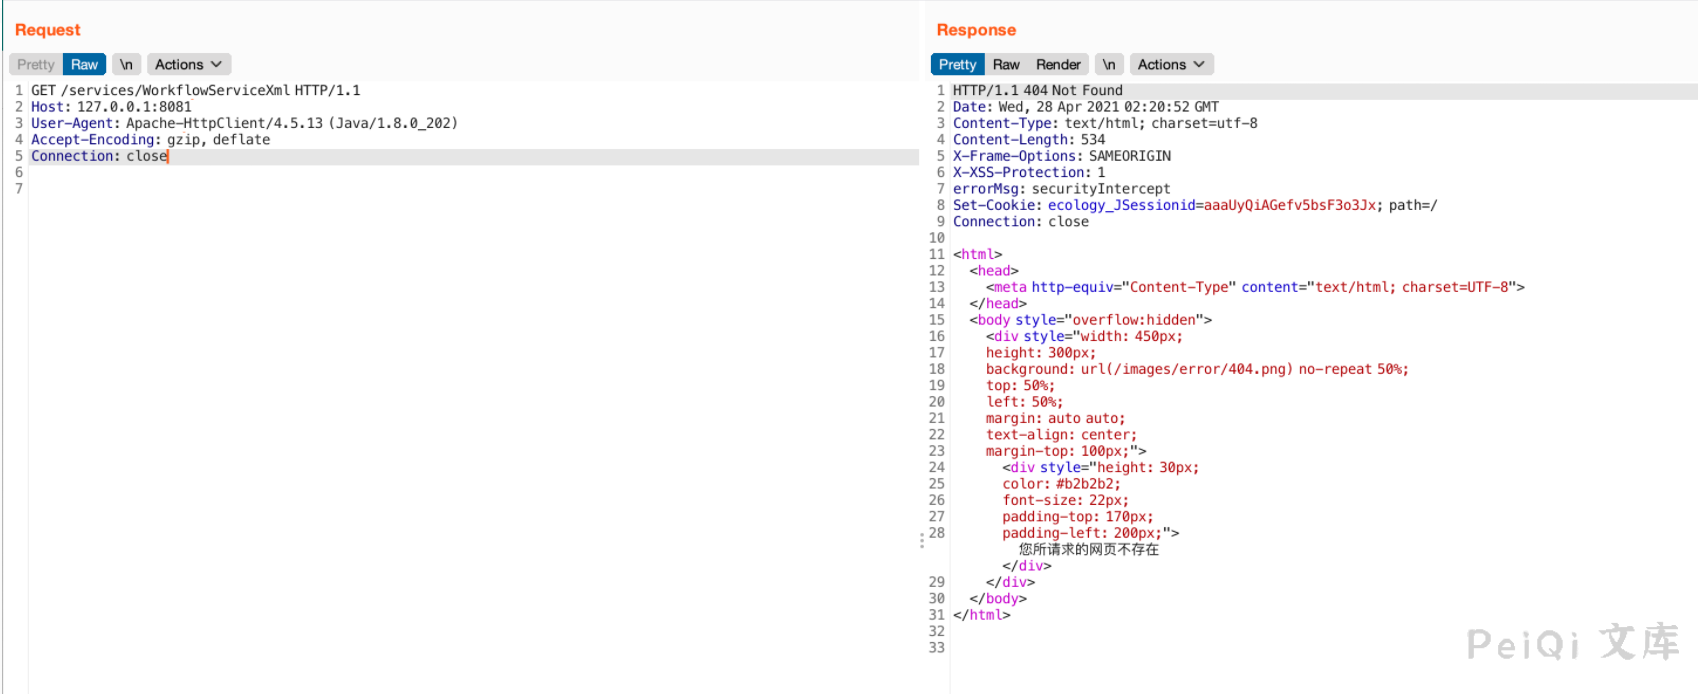 Request
Pretty Raw \n Actions
1 GET /services/WorkflowServiceXml HTTP/1.1
2 Host: 127.0.0.1:8081
3 User-Agent: Apache-HttpClient/4.5.13 (Java/1.8.0_202)
4 Accept-Encoding: gzip, deflate
5 Connection: close
6
7
Response
Pretty Raw Render \n Actions
1 HTTP/1.1 404 Not Found
2 Date: Wed, 28 Apr 2021 02:20:52 GMT
3 Content-Type: text/html; charset=utf-8
4 Content-Length: 534
5 X-Frame-Options: SAMEORIGIN
6 X-XSS-Protection: 1
7 errorMsg: securityIntercept
8 Set-Cookie: ecology_JSessionid=aaaUyQiAGefv5bsF3o3Jx; path=/
9 Connection: close
10
11 <html>
12 <head>
13 <meta http-equiv="Content-Type" content="text/html; charset=UTF-8">
14 </head>
15 <body style="overflow:hidden">
16 <div style="width: 450px;
17 height: 300px;
18 background: url(/images/error/404.png) no-repeat 50%;
19 top: 50%;
20 left: 50%;
21 margin: auto auto;
22 text-align: center;
23 margin-top: 100px;">
24 <div style="height: 30px;
25 color: #b2b2b2;
26 font-size: 22px;
27 padding-top: 170px;
28 padding-left: 200px;">
您所请求的网页不存在
</div>
29 </div>
30 </body>
31 </html>
32
33
PeiQi 文库